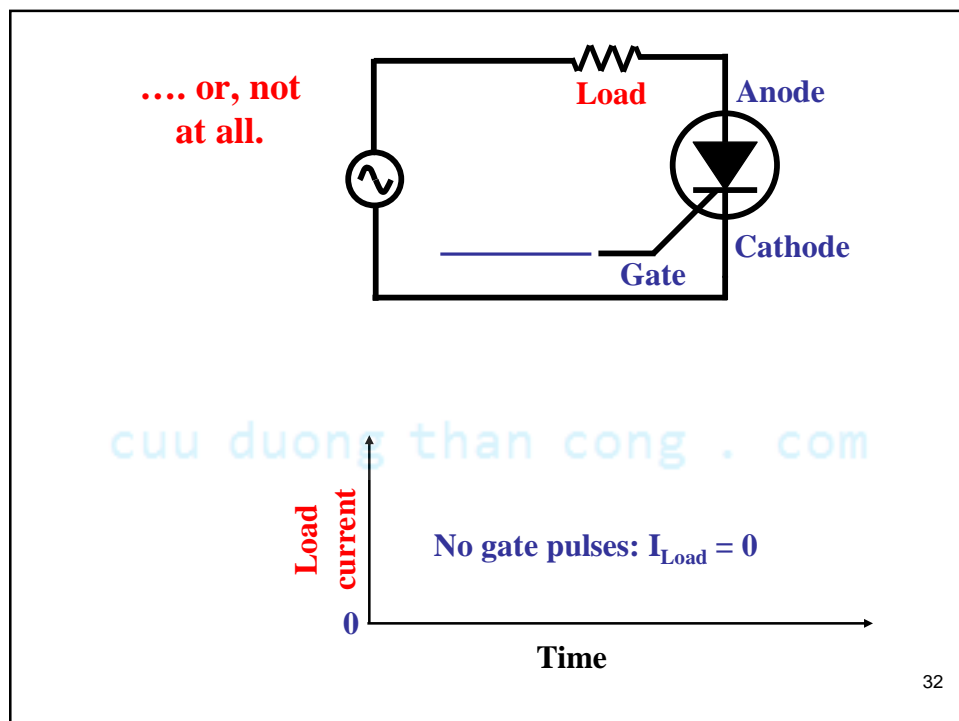 …. or, not
at all.
Load
Anode
Cathode
Gate
cuu duong than cong . com
Load
current
No gate pulses: I_Load = 0
0
Time
32